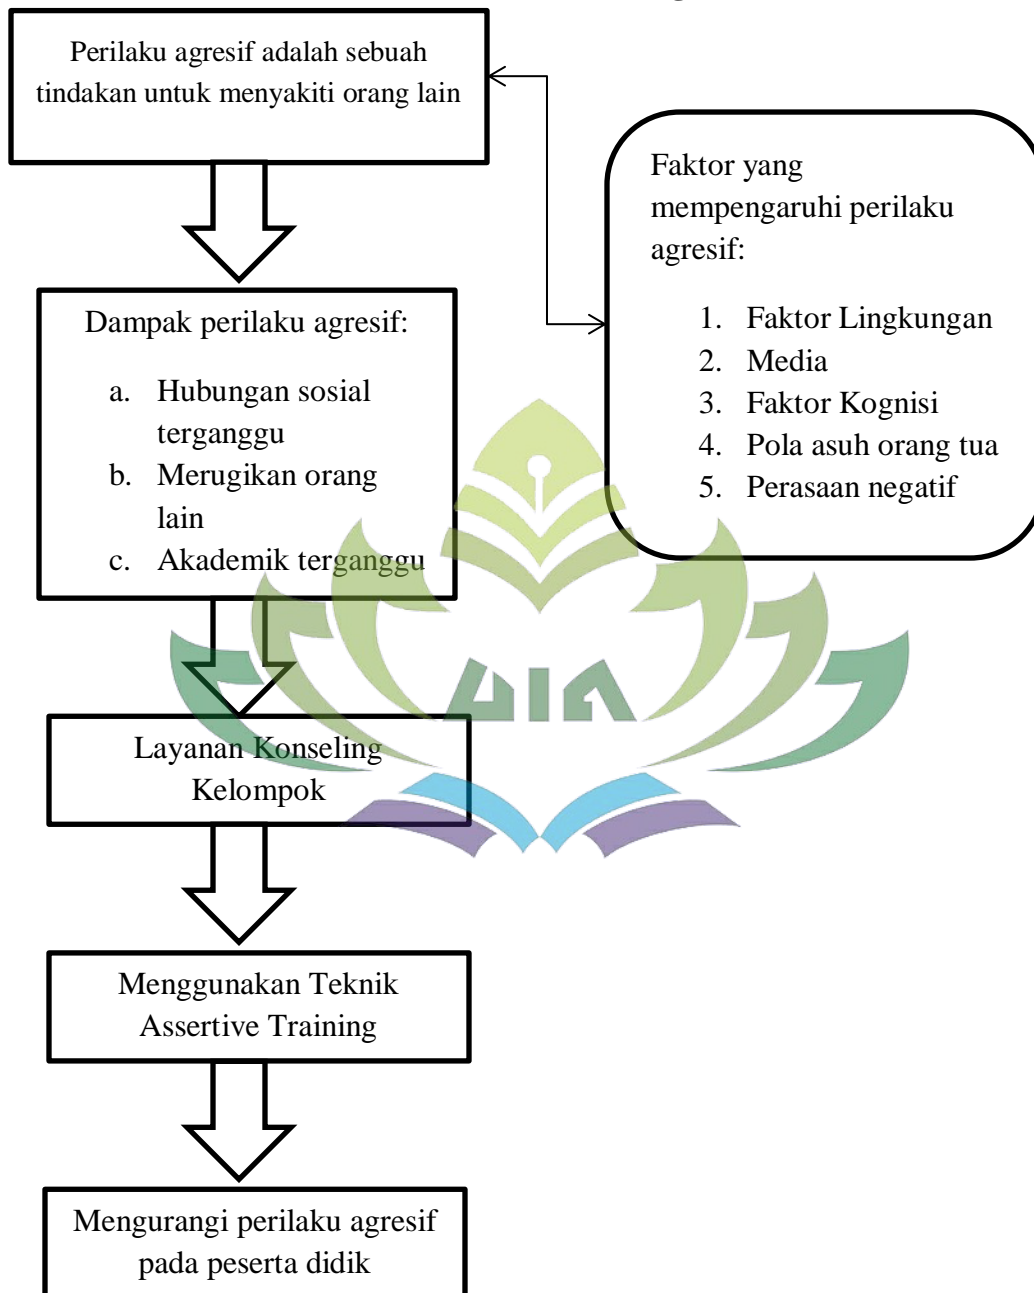 Perilaku agresif adalah sebuah
tindakan untuk menyakiti orang lain
Faktor yang
mempengaruhi perilaku
agresif:
1. Faktor Lingkungan
2. Media
3. Faktor Kognisi
4. Pola asuh orang tua
5. Perasaan negatif
Dampak perilaku agresif:
a. Hubungan sosial
terganggu
b. Merugikan orang
lain
c. Akademik terganggu
UIN
Layanan Konseling
Kelompok
Menggunakan Teknik
Assertive Training
Mengurangi perilaku agresif
pada peserta didik